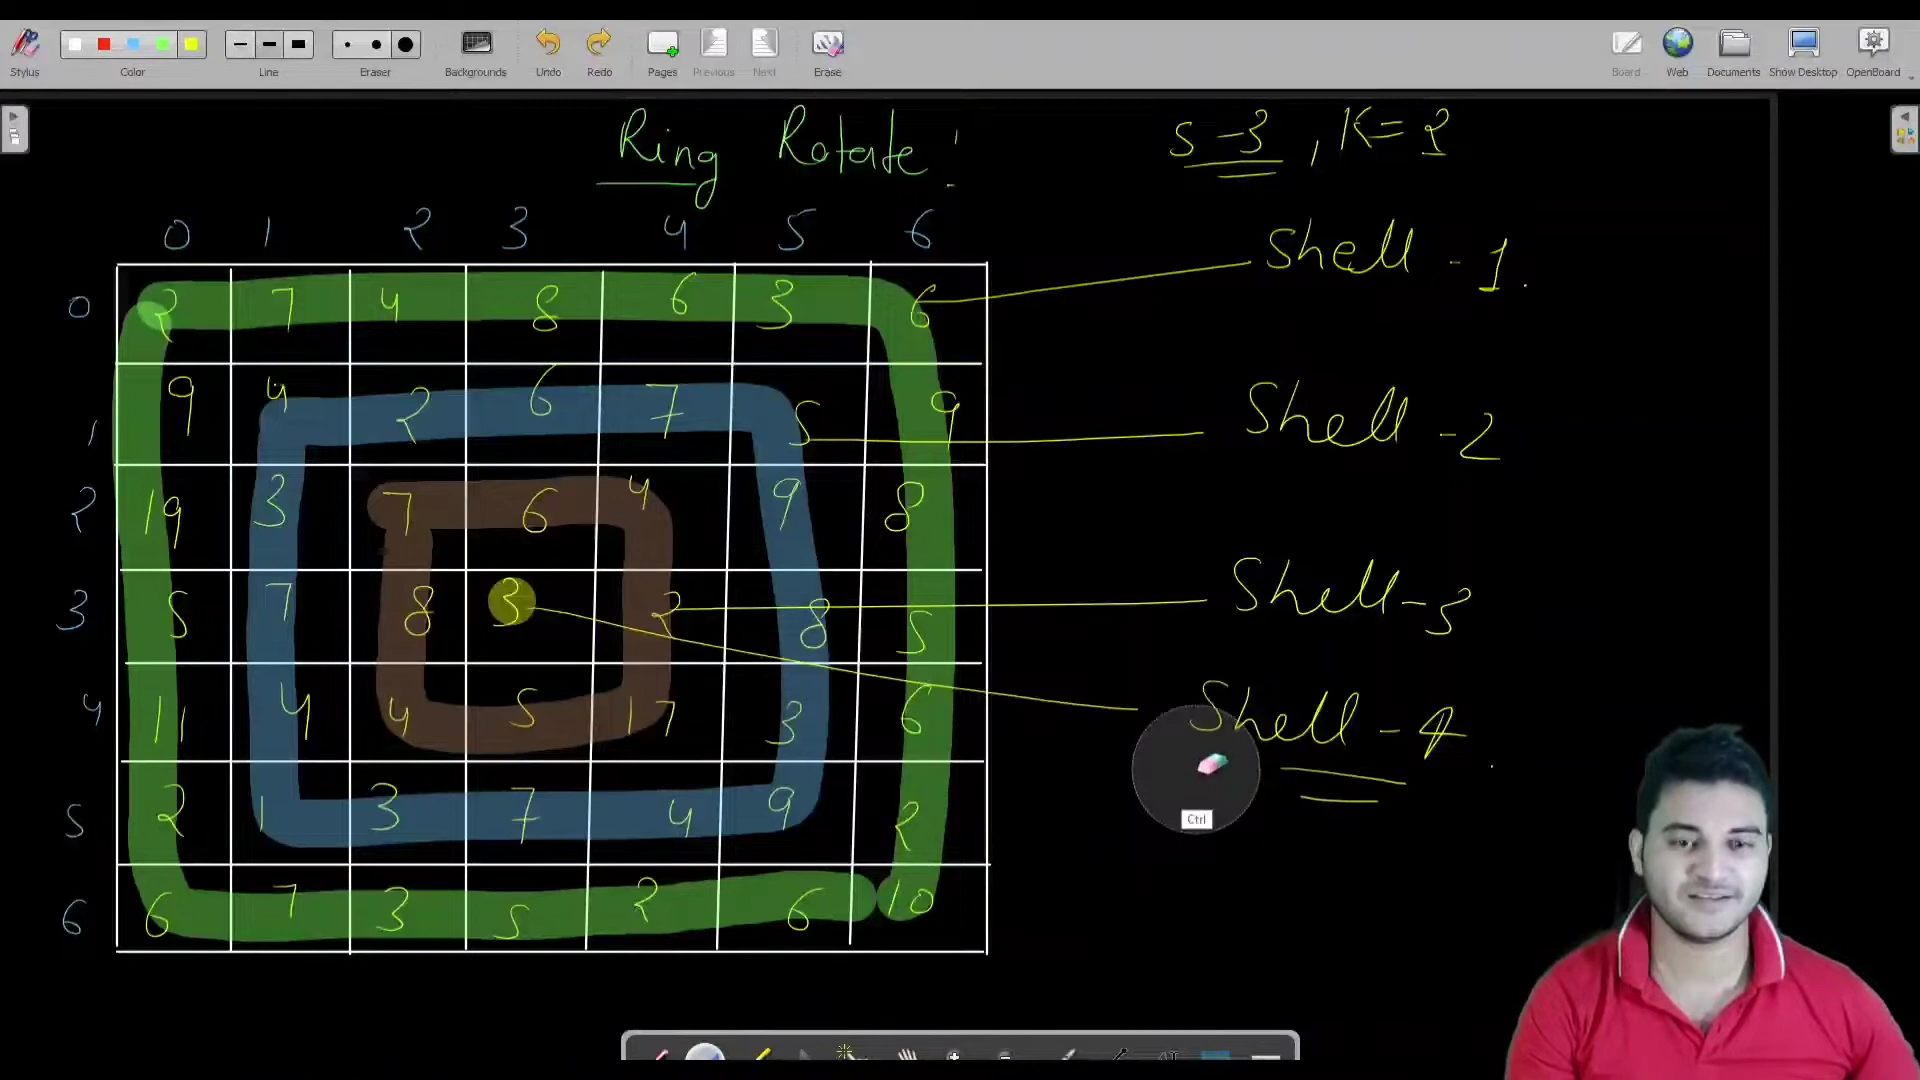 Stylus Color Line Eraser Backgrounds Undo Redo Pages Previous Next Erase Board Web Documents Show Desktop OpenBoard
Ring Rotate! S-3, K=2
0 1 2 3 4 5 6
Shell - 1.
0 2 7 4 8 6 3 6
1 9 4 2 6 7 5 9
Shell - 2
2 19 3 7 6 4 9 8
3 5 7 8 3 2 8 5
Shell-3
4 11 4 4 5 17 3 6
Shell - 4.
5 2 1 3 7 4 9 2
Ctrl
6 6 7 3 5 2 6 10